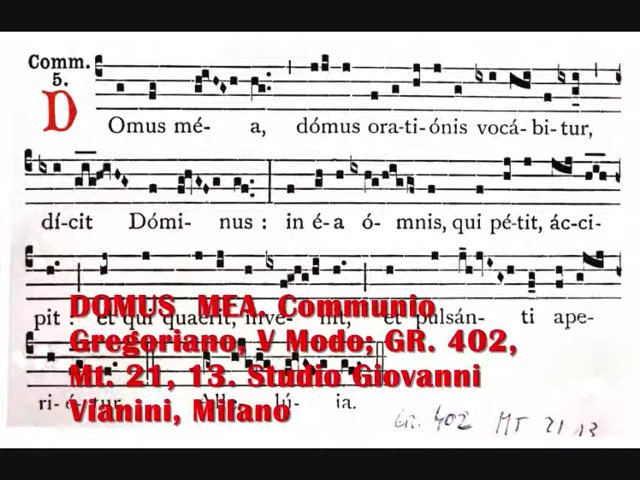 Comm.
5.
DOmus mé- a, dómus ora-ti-ónis vocá-bi-tur,
dí-cit Dómi- nus : in é-a ó- mnis, qui pé-tit, ác-ci-
pit : et qui quaerit, inve- nit, et pulsán- ti ape-
DOMUS MEA. Communio
Gregoriano, V Modo; GR. 402,
Mt. 21, 13. Studio Giovanni
Vianini, Milano
ri- é- tur. Alle- lú- ia.
GR. 402 MT 21 13